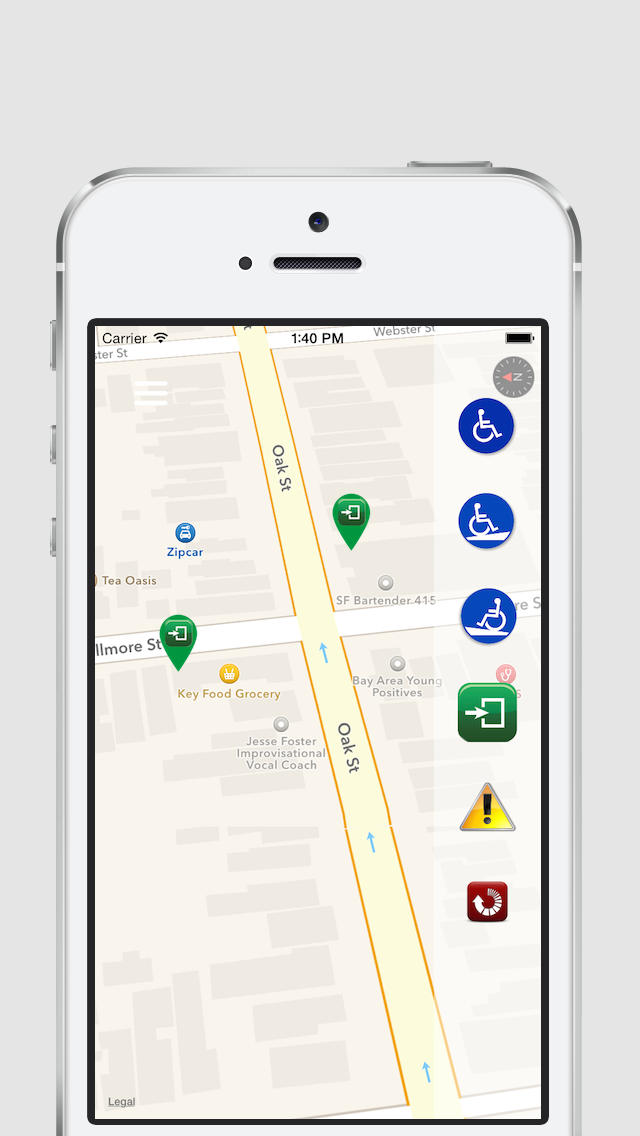 Carrier
1:40 PM
Webster St
ster St
N
Oak St
Zipcar
Tea Oasis
SF Bartender 415
re S
llmore St
Key Food Grocery
Bay Area Young
Positives
S
Jesse Foster
Improvisational
Vocal Coach
Oak St
Legal